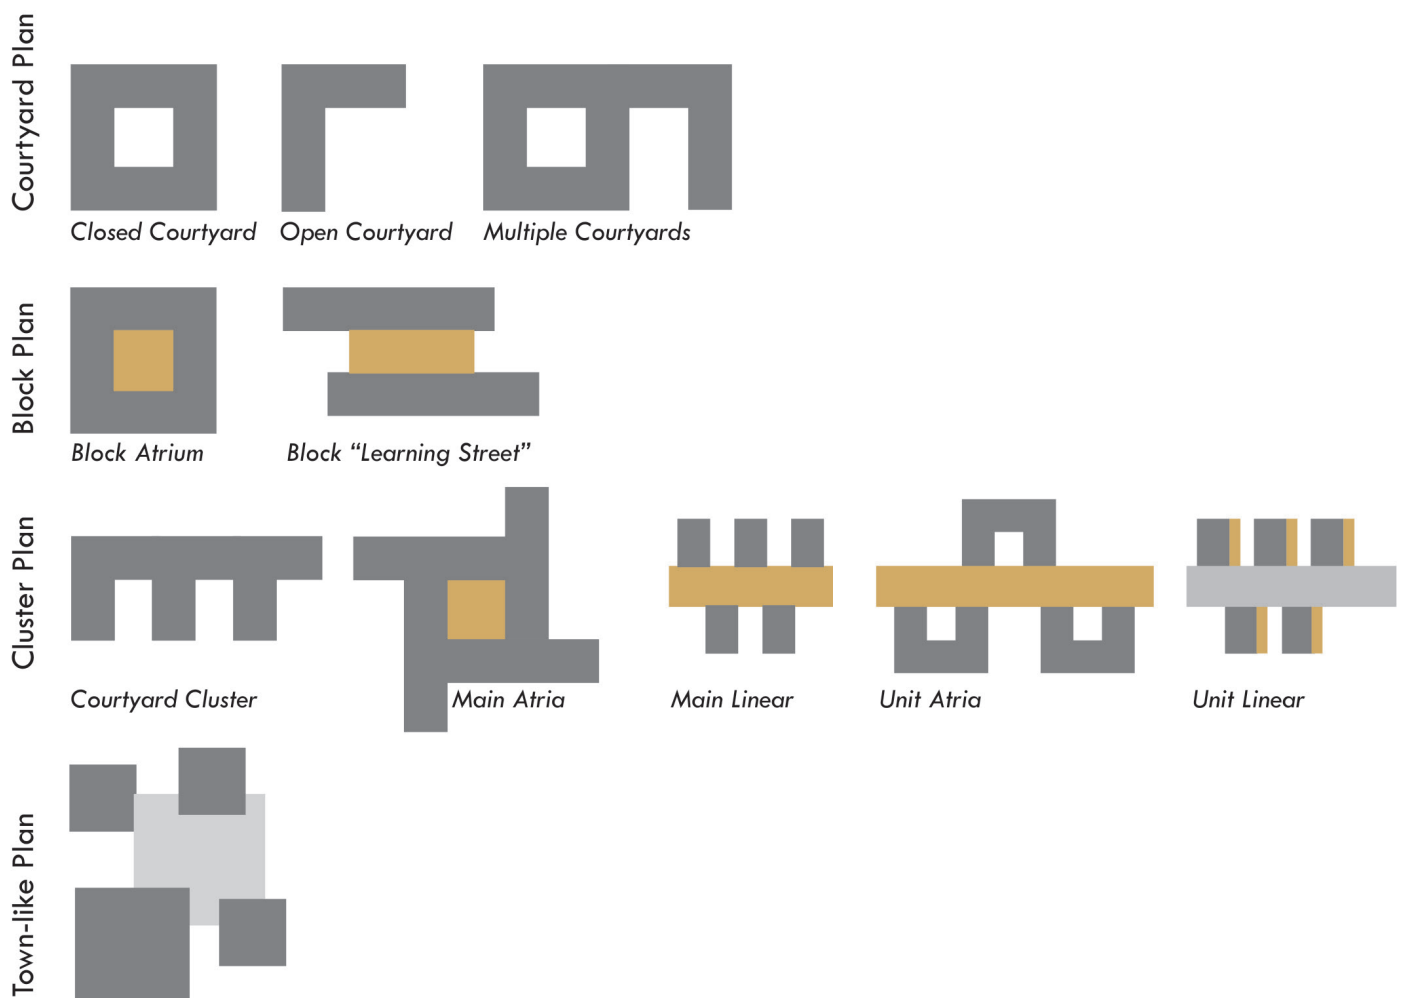 Courtyard Plan
Closed Courtyard
Open Courtyard
Multiple Courtyards
Block Plan
Block Atrium
Block “Learning Street”
Cluster Plan
Courtyard Cluster
Main Atria
Main Linear
Unit Atria
Unit Linear
Town-like Plan